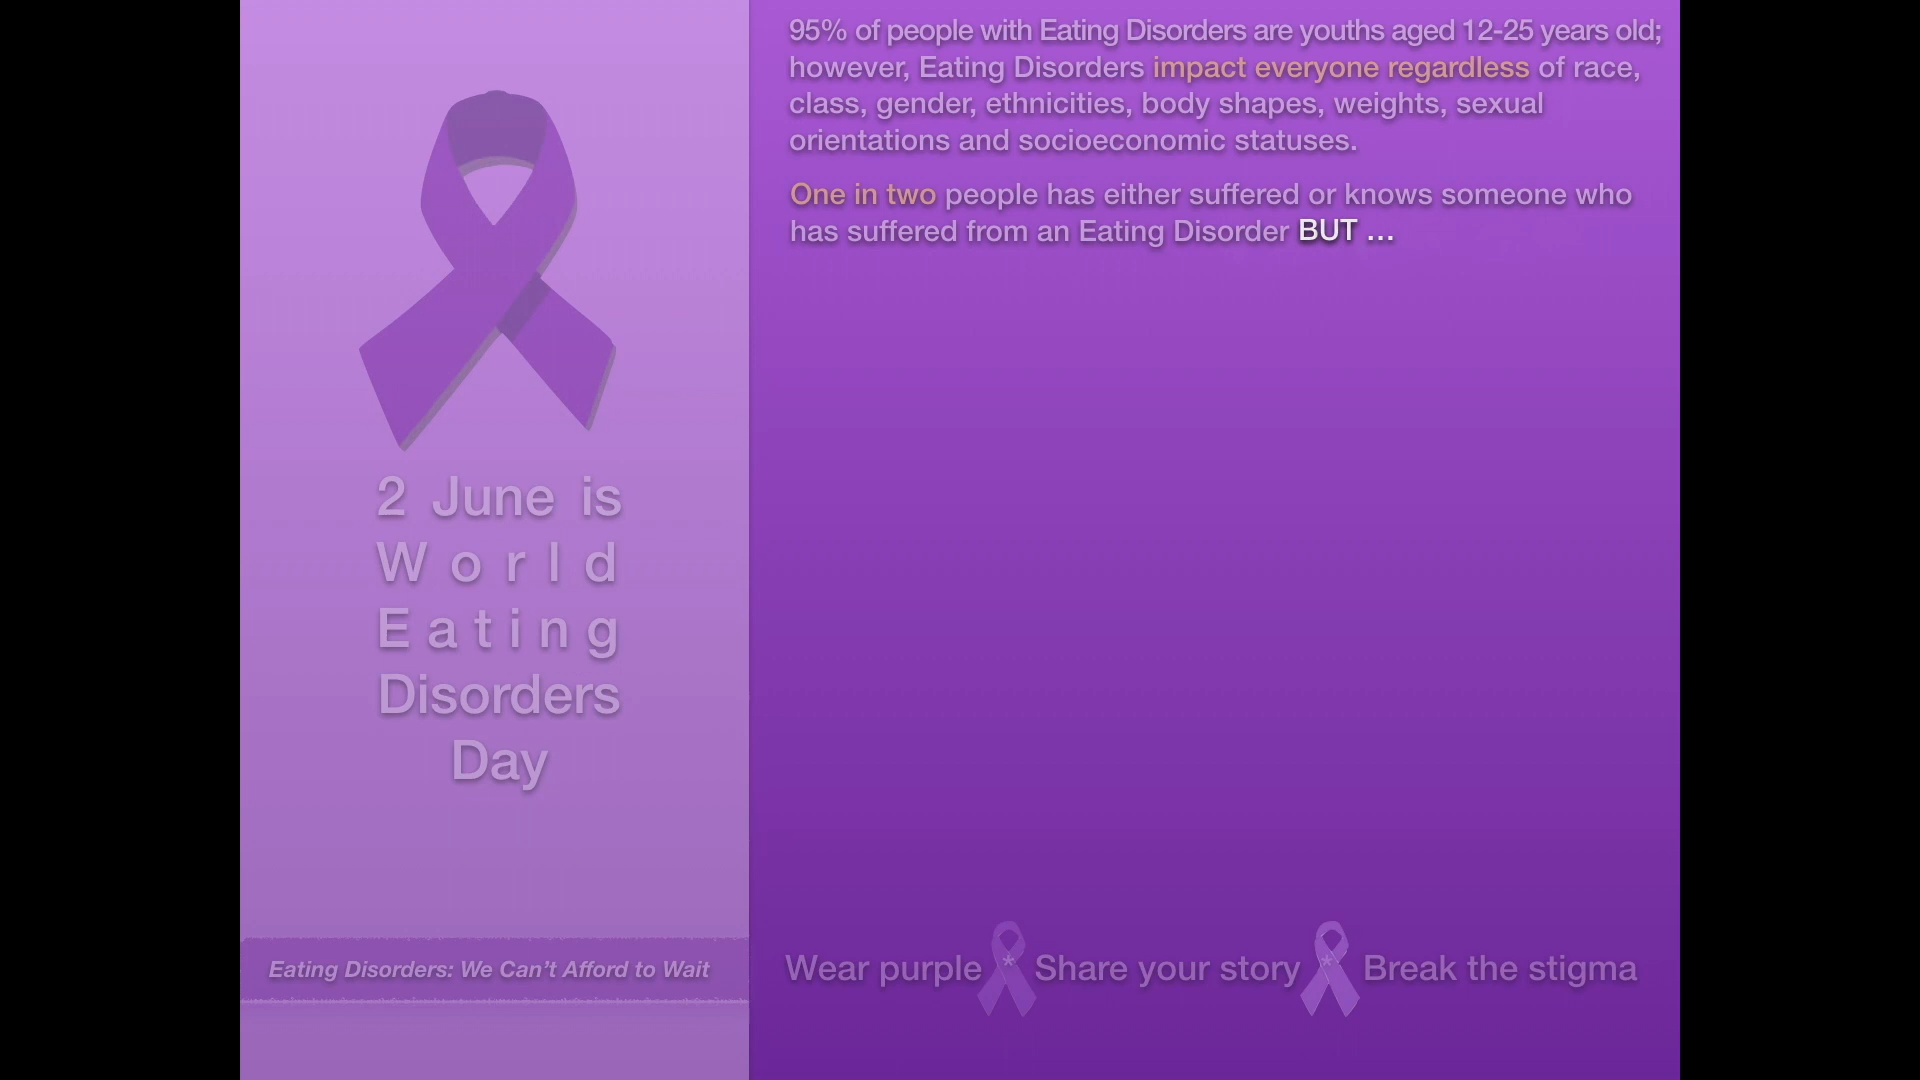 2 June is
World
Eating
Disorders
Day
Eating Disorders: We Can’t Afford to Wait
95% of people with Eating Disorders are youths aged 12-25 years old;
however, Eating Disorders impact everyone regardless of race,
class, gender, ethnicities, body shapes, weights, sexual
orientations and socioeconomic statuses.
One in two people has either suffered or knows someone who
has suffered from an Eating Disorder BUT ...
Wear purple * Share your story * Break the stigma